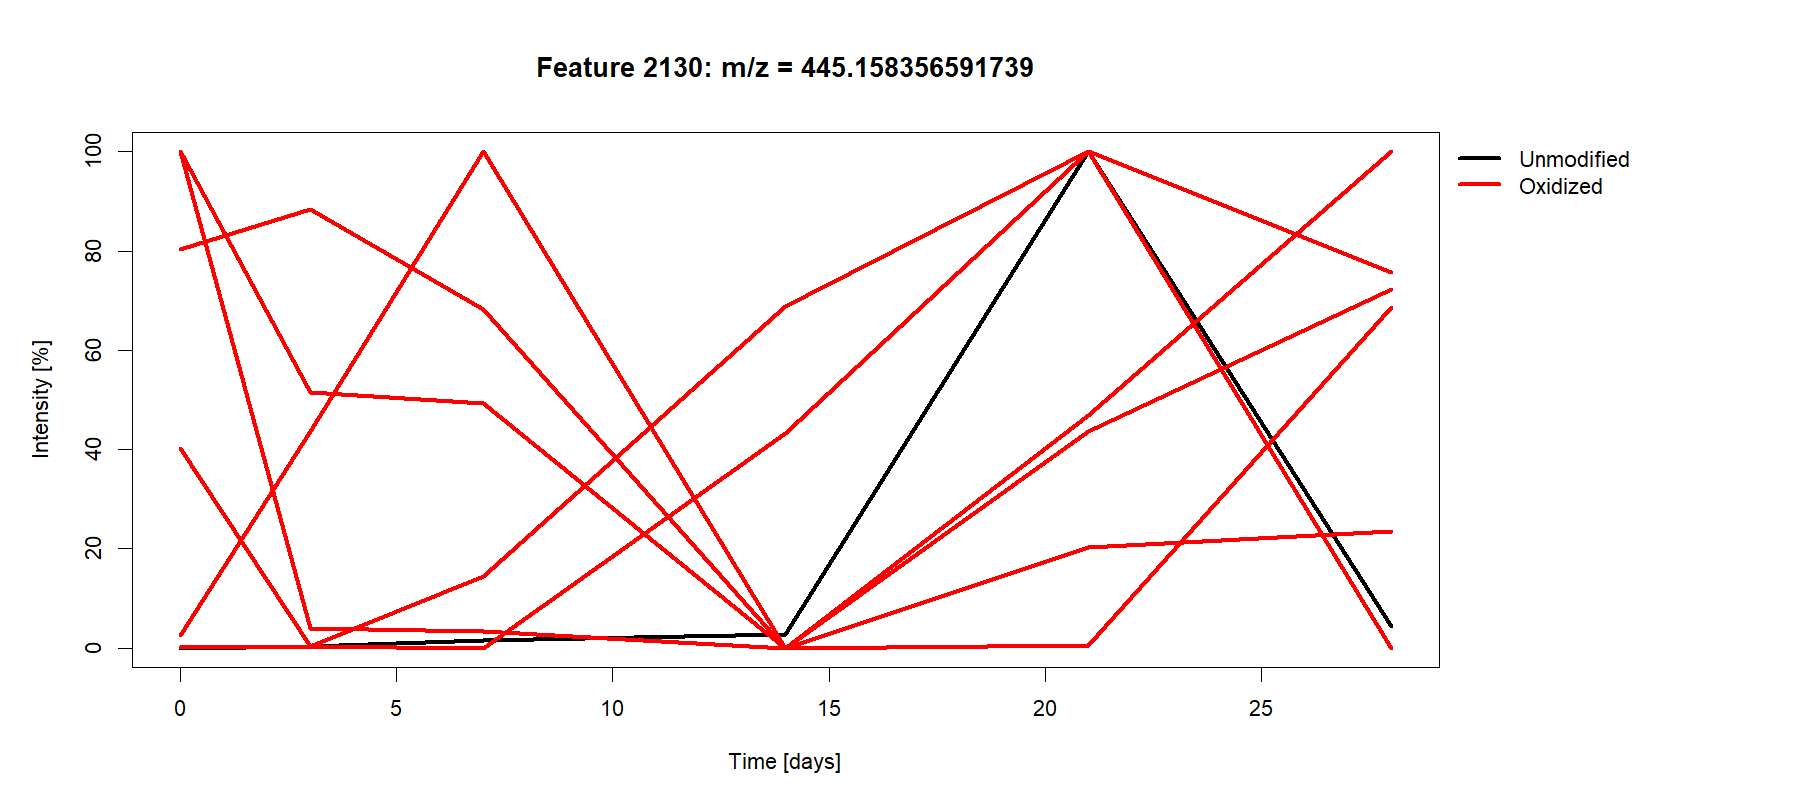 Feature 2130: m/z = 445.158356591739
100
80
60
40
20
0
Intensity [%]
0 5 10 15 20 25
Time [days]
Unmodified
Oxidized